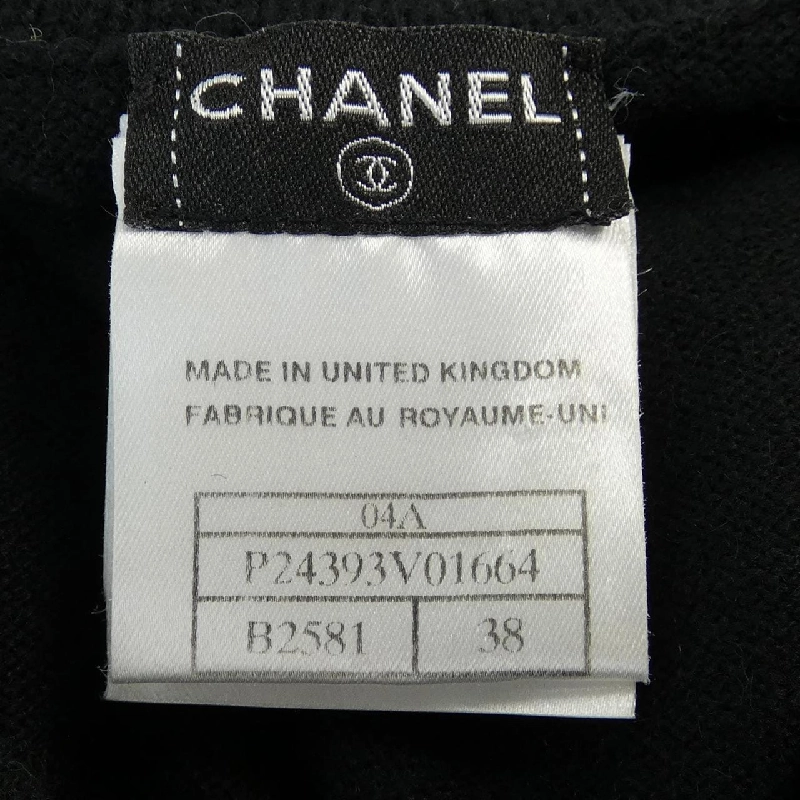 CHANEL
MADE IN UNITED KINGDOM
FABRIQUE AU ROYAUME-UNI
04A
P24393V01664
B2581 38